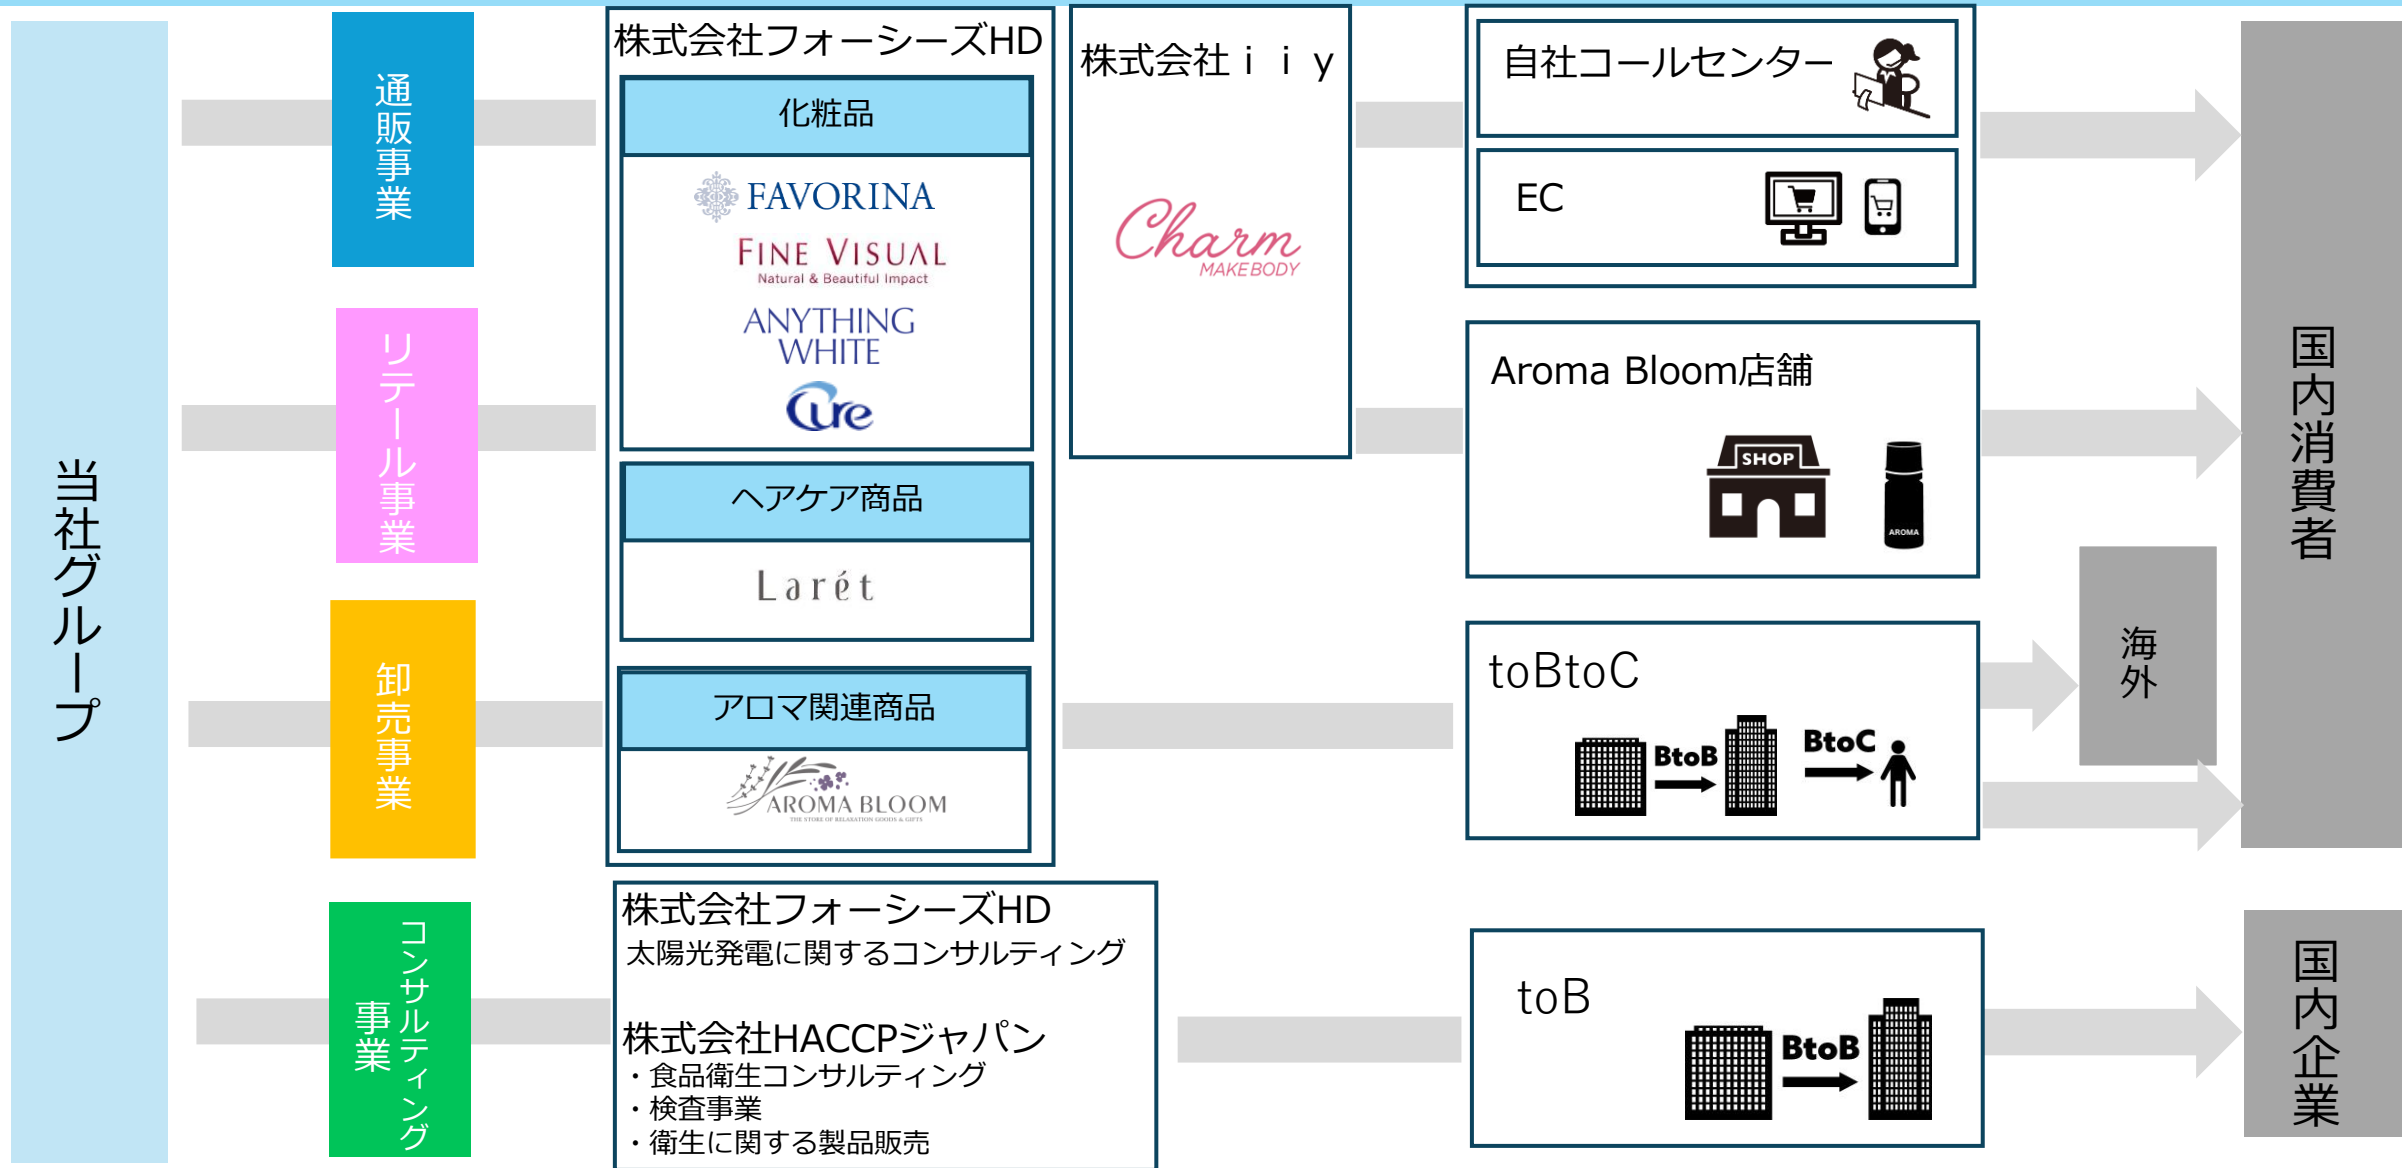 当社グループ
通販事業
リテール事業
卸売事業
コンサルティング
事業
株式会社フォーシーズHD
化粧品
FAVORINA
FINE VISUAL
Natural & Beautiful Impact
ANYTHING
WHITE
Cure
ヘアケア商品
Larét
アロマ関連商品
AROMA BLOOM
THE STORE OF RELAXATION GOODS & GIFTS
株式会社ｉｉｙ
Charm
MAKEBODY
株式会社フォーシーズHD
太陽光発電に関するコンサルティング
株式会社HACCPジャパン
・食品衛生コンサルティング
・検査事業
・衛生に関する製品販売
自社コールセンター
EC
Aroma Bloom店舗
SHOP
AROMA
toBtoC
BtoB
BtoC
toB
BtoB
国内消費者
海外
国内企業